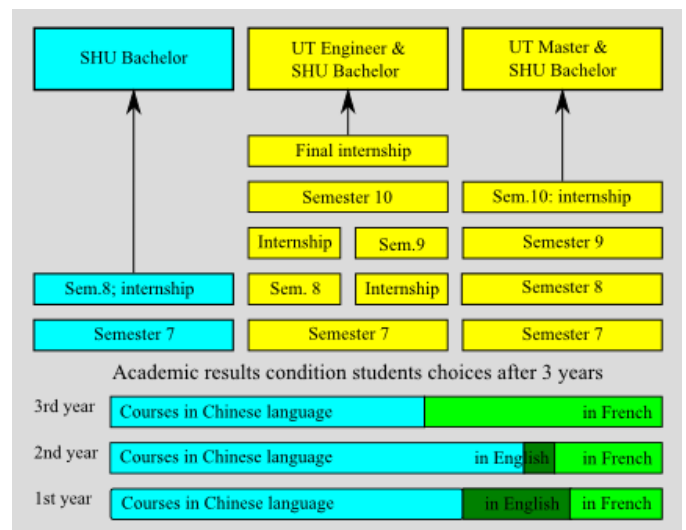 SHU Bachelor
UT Engineer &
SHU Bachelor
UT Master &
SHU Bachelor
Final internship
Semester 10
Sem.10: internship
Internship
Sem.9
Semester 9
Sem.8; internship
Sem. 8
Internship
Semester 8
Semester 7
Semester 7
Semester 7
Academic results condition students choices after 3 years
3rd year
Courses in Chinese language
in French
2nd year
Courses in Chinese language
in English
in French
1st year
Courses in Chinese language
in English
in French